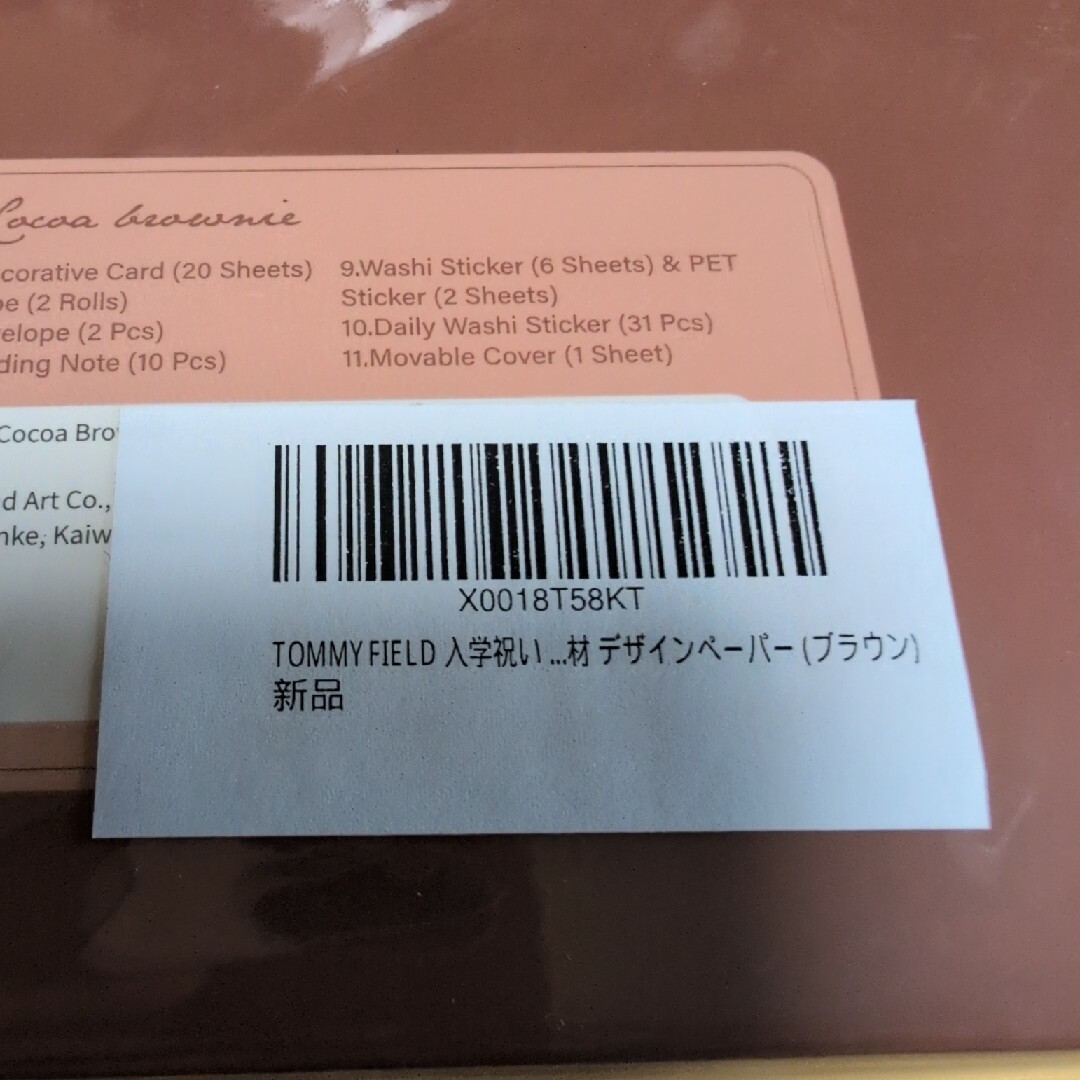 Cocoa brownie
corative Card (20 Sheets)
pe (2 Rolls)
velope (2 Pcs)
ding Note (10 Pcs)
9.Washi Sticker (6 Sheets) & PET
Sticker (2 Sheets)
10.Daily Washi Sticker (31 Pcs)
11.Movable Cover (1 Sheet)
Cocoa Bro
d Art Co.,
nke, Kaiw
X0018T58KT
TOMMY FIELD 入学祝い ...材 デザインペーパー (ブラウン)
新品